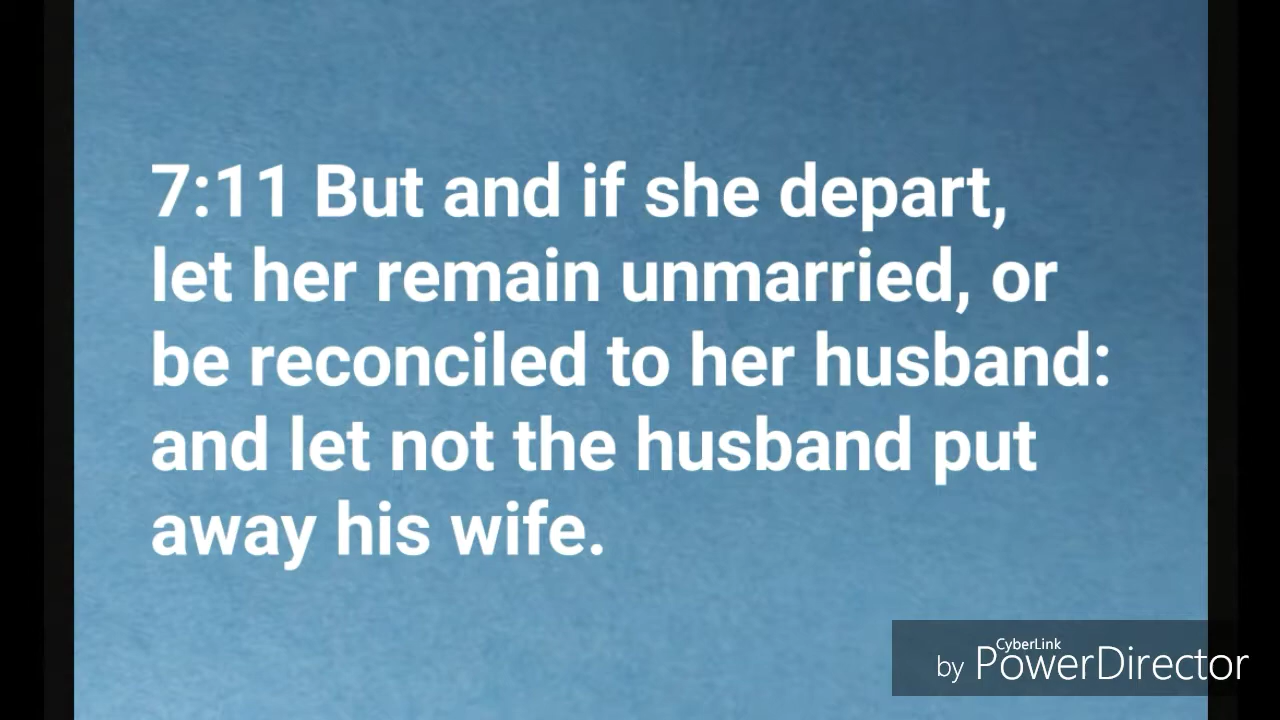 7:11 But and if she depart,
let her remain unmarried, or
be reconciled to her husband:
and let not the husband put
away his wife.
CyberLink
by PowerDirector